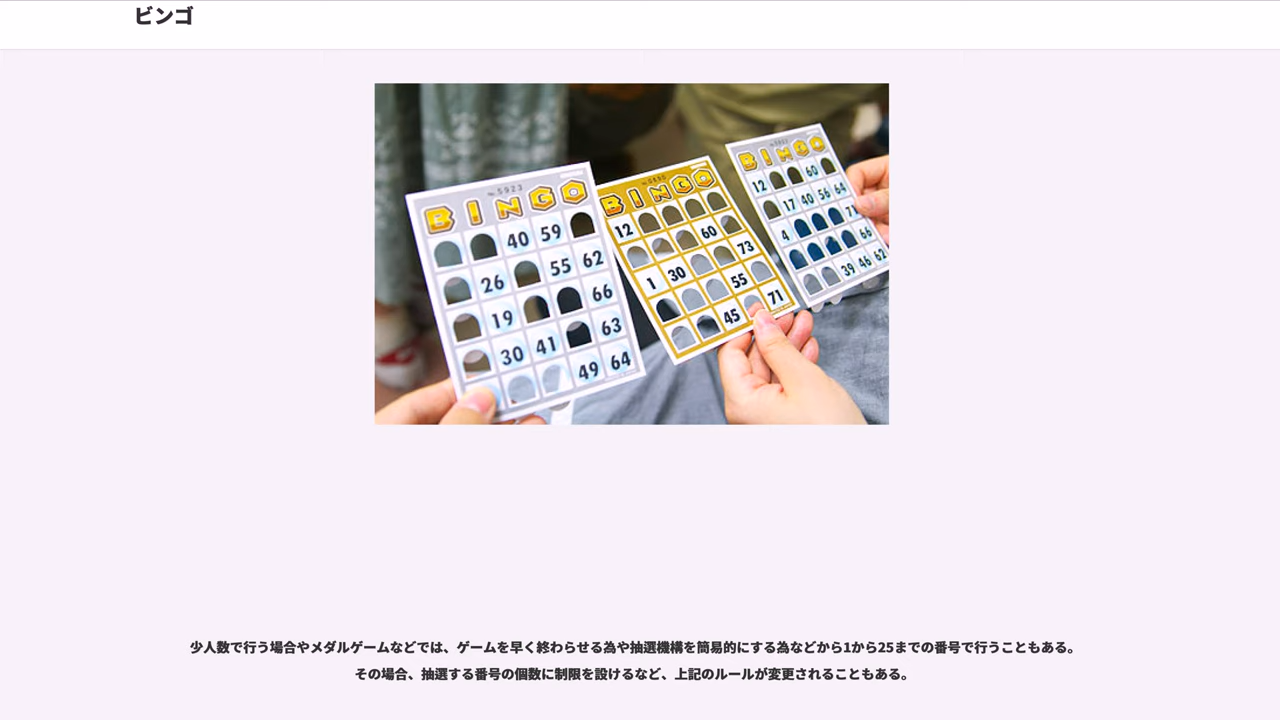 ビンゴ
No.5923
BINGO
40 59
26 55 62
19 66
30 41 63
49 64
BINGO
12
60
73
1 30
55
45 71
BINGO
12 60
17 40 56 64
4 71
66
39 46 62
少人数で行う場合やメダルゲームなどでは、ゲームを早く終わらせる為や抽選機構を簡易的にする為などから1から25までの番号で行うこともある。
その場合、抽選する番号の個数に制限を設けるなど、上記のルールが変更されることもある。